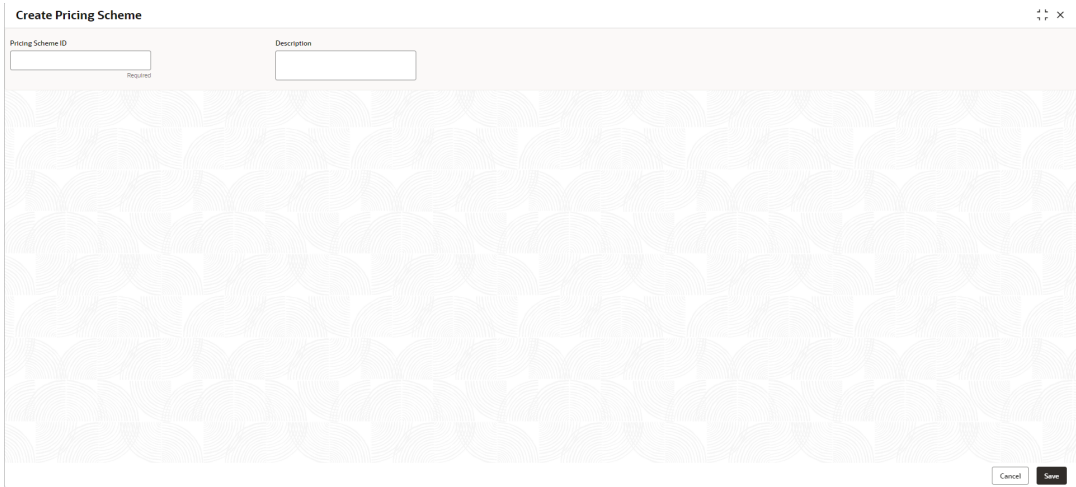 Create Pricing Scheme
Pricing Scheme ID
Description
Required
Cancel
Save